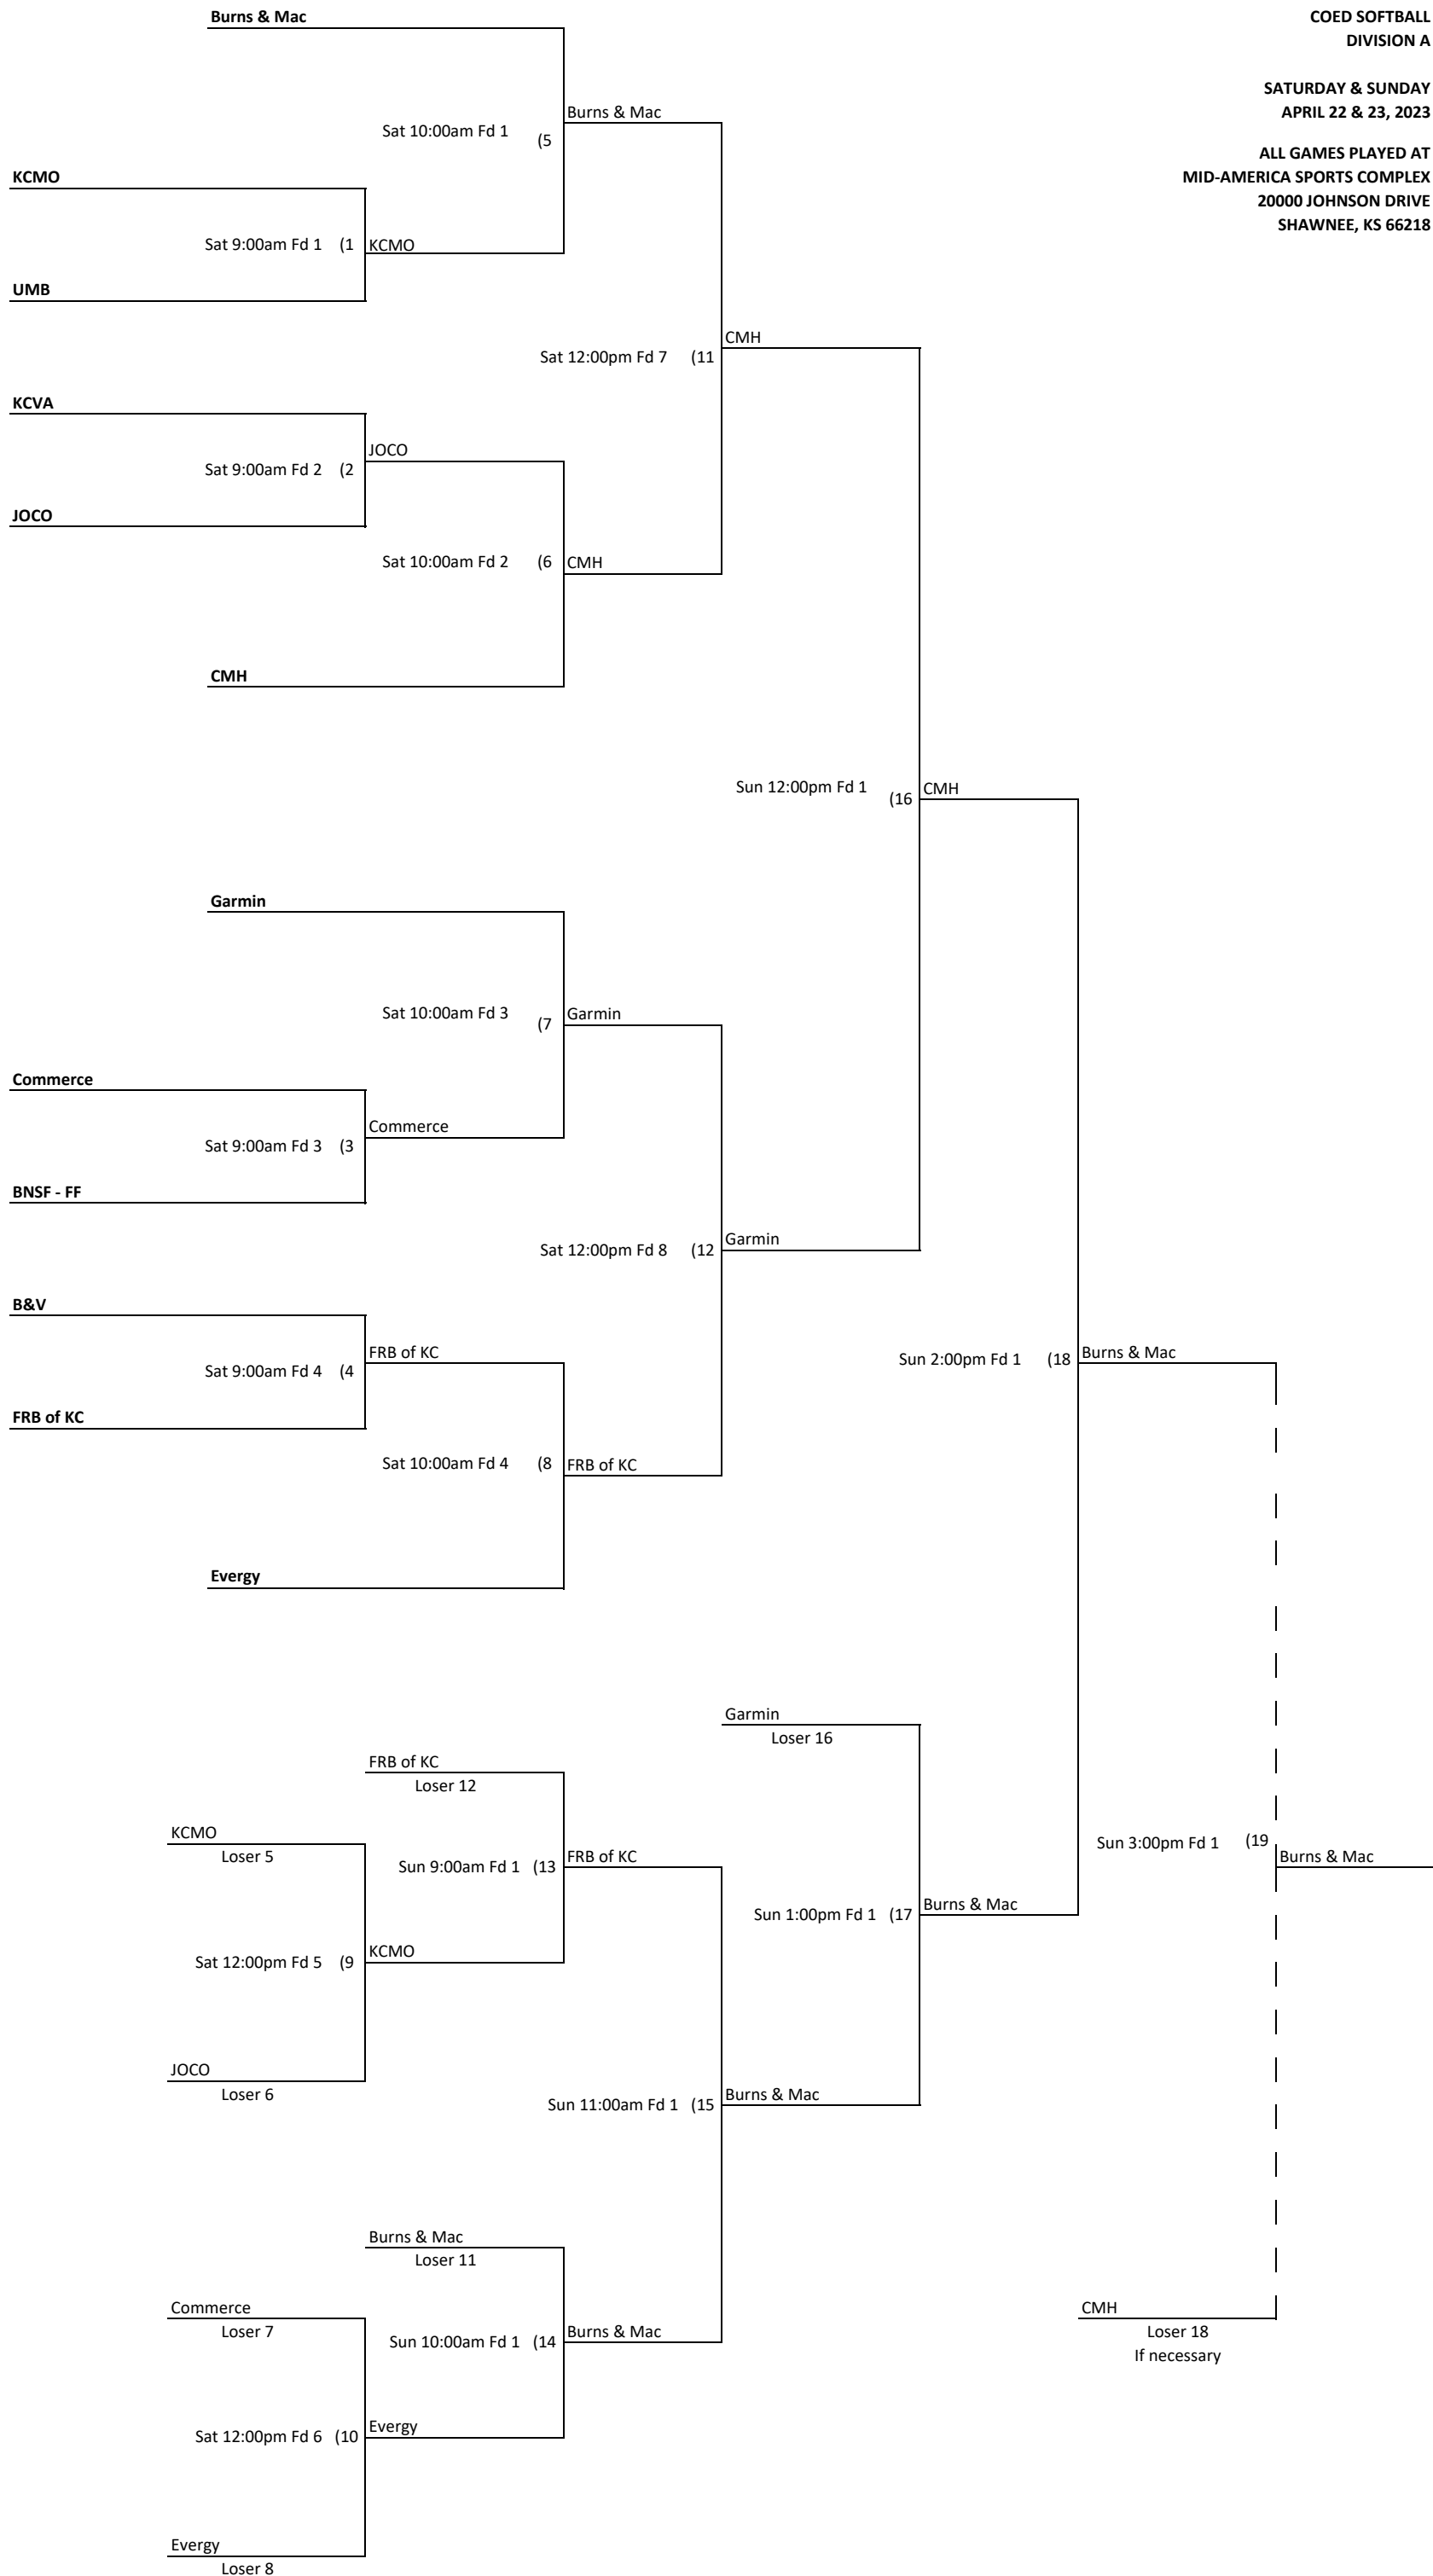 Burns & Mac
COED SOFTBALL
DIVISION A
SATURDAY & SUNDAY
APRIL 22 & 23, 2023
ALL GAMES PLAYED AT
MID-AMERICA SPORTS COMPLEX
20000 JOHNSON DRIVE
SHAWNEE, KS 66218
Burns & Mac
Sat 10:00am Fd 1 (5
KCMO
Sat 9:00am Fd 1 (1 KCMO
UMB
CMH
Sat 12:00pm Fd 7 (11
KCVA
JOCO
Sat 9:00am Fd 2 (2
JOCO
Sat 10:00am Fd 2 (6 CMH
CMH
Sun 12:00pm Fd 1 (16 CMH
Garmin
Sat 10:00am Fd 3 (7 Garmin
Commerce
Commerce
Sat 9:00am Fd 3 (3
BNSF - FF
Garmin
Sat 12:00pm Fd 8 (12
B&V
FRB of KC
Sun 2:00pm Fd 1 (18 Burns & Mac
Sat 9:00am Fd 4 (4
FRB of KC
Sat 10:00am Fd 4 (8 FRB of KC
Evergy
Garmin
Loser 16
FRB of KC
Loser 12
KCMO
Loser 5
Sun 3:00pm Fd 1 (19 Burns & Mac
Sun 9:00am Fd 1 (13 FRB of KC
Sun 1:00pm Fd 1 (17 Burns & Mac
KCMO
Sat 12:00pm Fd 5 (9
JOCO
Loser 6
Sun 11:00am Fd 1 (15 Burns & Mac
Burns & Mac
Loser 11
Commerce
Loser 7
CMH
Loser 18
If necessary
Sun 10:00am Fd 1 (14 Burns & Mac
Evergy
Sat 12:00pm Fd 6 (10
Evergy
Loser 8